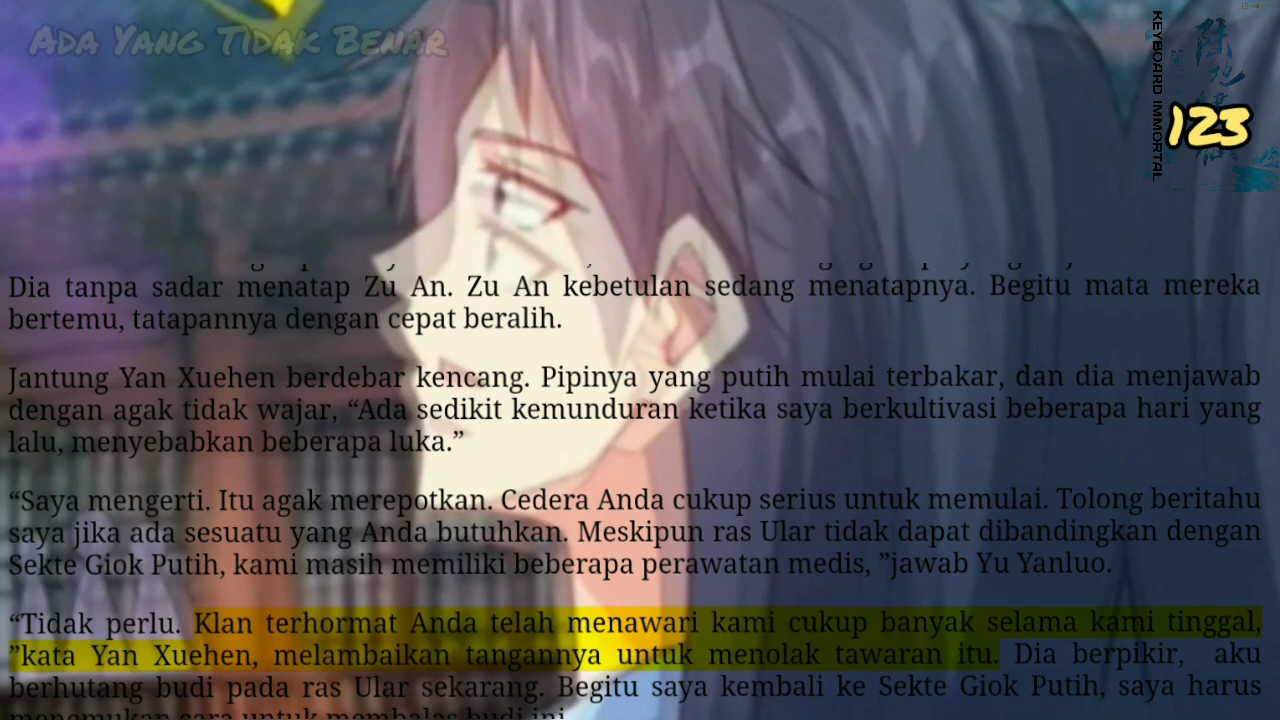 Ada Yang Tidak Benar
KEYBOARD IMMORTAL
123
Dia tanpa sadar menatap Zu An. Zu An kebetulan sedang menatapnya. Begitu mata mereka
bertemu, tatapannya dengan cepat beralih.
Jantung Yan Xuehen berdebar kencang. Pipinya yang putih mulai terbakar, dan dia menjawab
dengan agak tidak wajar, “Ada sedikit kemunduran ketika saya berkultivasi beberapa hari yang
lalu, menyebabkan beberapa luka.”
“Saya mengerti. Itu agak merepotkan. Cedera Anda cukup serius untuk memulai. Tolong beritahu
saya jika ada sesuatu yang Anda butuhkan. Meskipun ras Ular tidak dapat dibandingkan dengan
Sekte Giok Putih, kami masih memiliki beberapa perawatan medis, ”jawab Yu Yanluo.
“Tidak perlu. Klan terhormat Anda telah menawari kami cukup banyak selama kami tinggal,
”kata Yan Xuehen, melambaikan tangannya untuk menolak tawaran itu. Dia berpikir, aku
berhutang budi pada ras Ular sekarang. Begitu saya kembali ke Sekte Giok Putih, saya harus
menemukan cara untuk membalas budi ini.